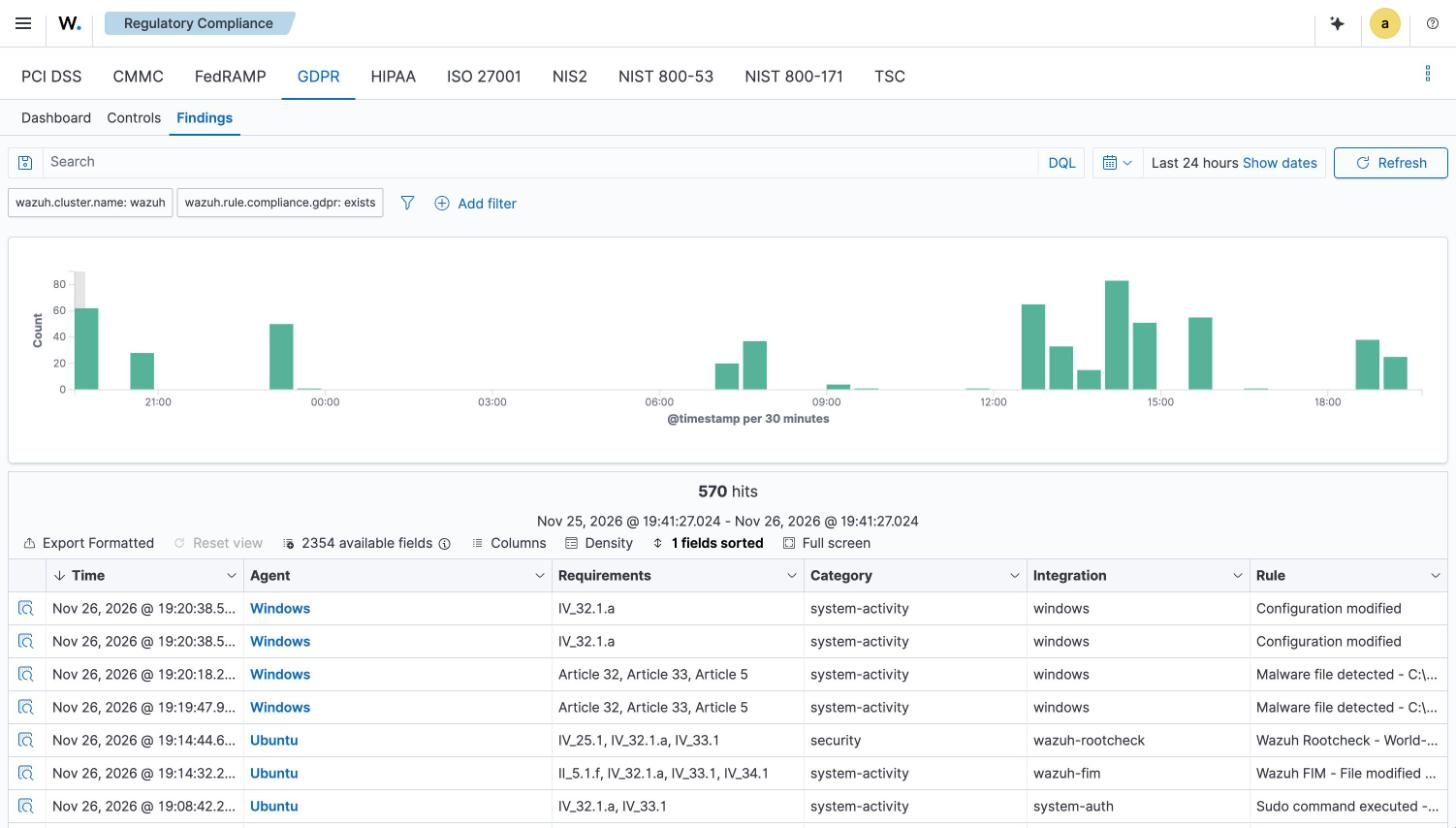 W. Regulatory Compliance a
PCI DSS CMMC FedRAMP GDPR HIPAA ISO 27001 NIS2 NIST 800-53 NIST 800-171 TSC
Dashboard Controls Findings
Search DQL Last 24 hours Show dates Refresh
wazuh.cluster.name: wazuh wazuh.rule.compliance.gdpr: exists Add filter
80
60
40
20
0
Count
21:00 00:00 03:00 06:00 09:00 12:00 15:00 18:00
@timestamp per 30 minutes
570 hits
Nov 25, 2026 @ 19:41:27.024 - Nov 26, 2026 @ 19:41:27.024
Export Formatted Reset view 2354 available fields Columns Density 1 fields sorted Full screen
Time Agent Requirements Category Integration Rule
Nov 26, 2026 @ 19:20:38.5... Windows IV_32.1.a system-activity windows Configuration modified
Nov 26, 2026 @ 19:20:38.5... Windows IV_32.1.a system-activity windows Configuration modified
Nov 26, 2026 @ 19:20:18.2... Windows Article 32, Article 33, Article 5 system-activity windows Malware file detected - C:\...
Nov 26, 2026 @ 19:19:47.9... Windows Article 32, Article 33, Article 5 system-activity windows Malware file detected - C:\...
Nov 26, 2026 @ 19:14:44.6... Ubuntu IV_25.1, IV_32.1.a, IV_33.1 security wazuh-rootcheck Wazuh Rootcheck - World-...
Nov 26, 2026 @ 19:14:32.2... Ubuntu II_5.1.f, IV_32.1.a, IV_33.1, IV_34.1 system-activity wazuh-fim Wazuh FIM - File modified ...
Nov 26, 2026 @ 19:08:42.2... Ubuntu IV_32.1.a, IV_33.1 system-activity system-auth Sudo command executed -...